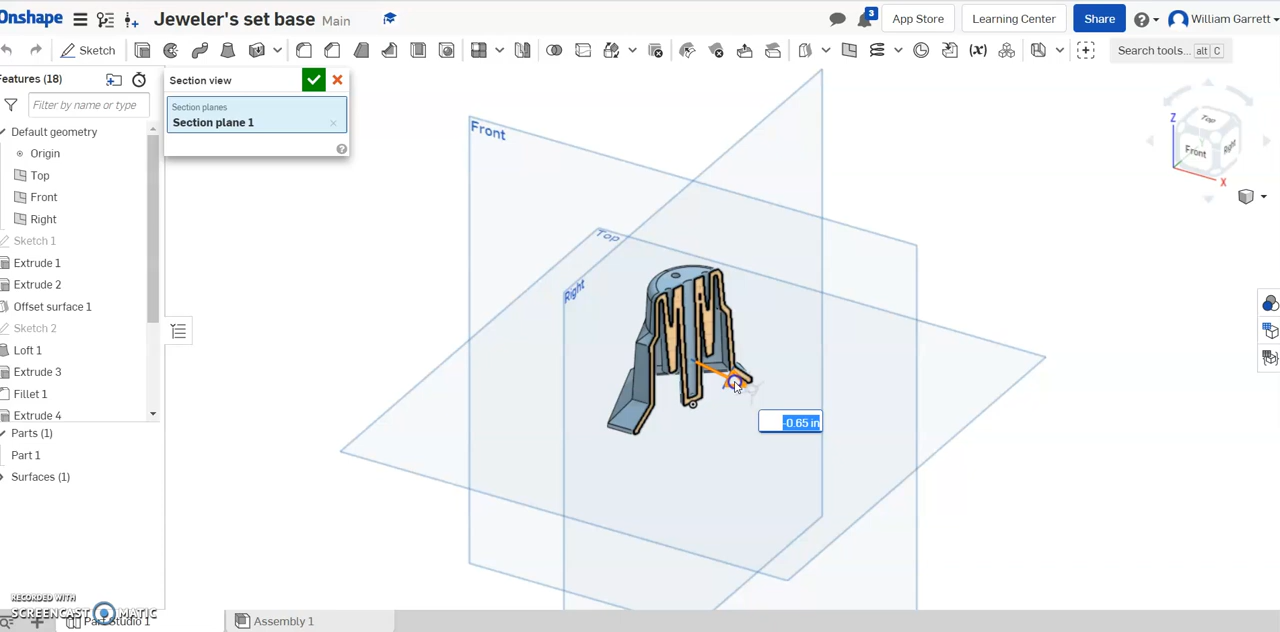 Onshape Jeweler's set base Main 3 App Store Learning Center Share William Garrett
Sketch (x) Search tools... alt C
Features (18)
Filter by name or type
Default geometry
Origin
Top
Front
Right
Sketch 1
Extrude 1
Extrude 2
Offset surface 1
Sketch 2
Loft 1
Extrude 3
Fillet 1
Extrude 4
Parts (1)
Part 1
Surfaces (1)
Section view
Section planes
Section plane 1
Front
Top
Right
-0.65 in
Top
Front
Right
Z
Y
X
RECORDED WITH
SCREENCAST MATIC
Part Studio 1
Assembly 1